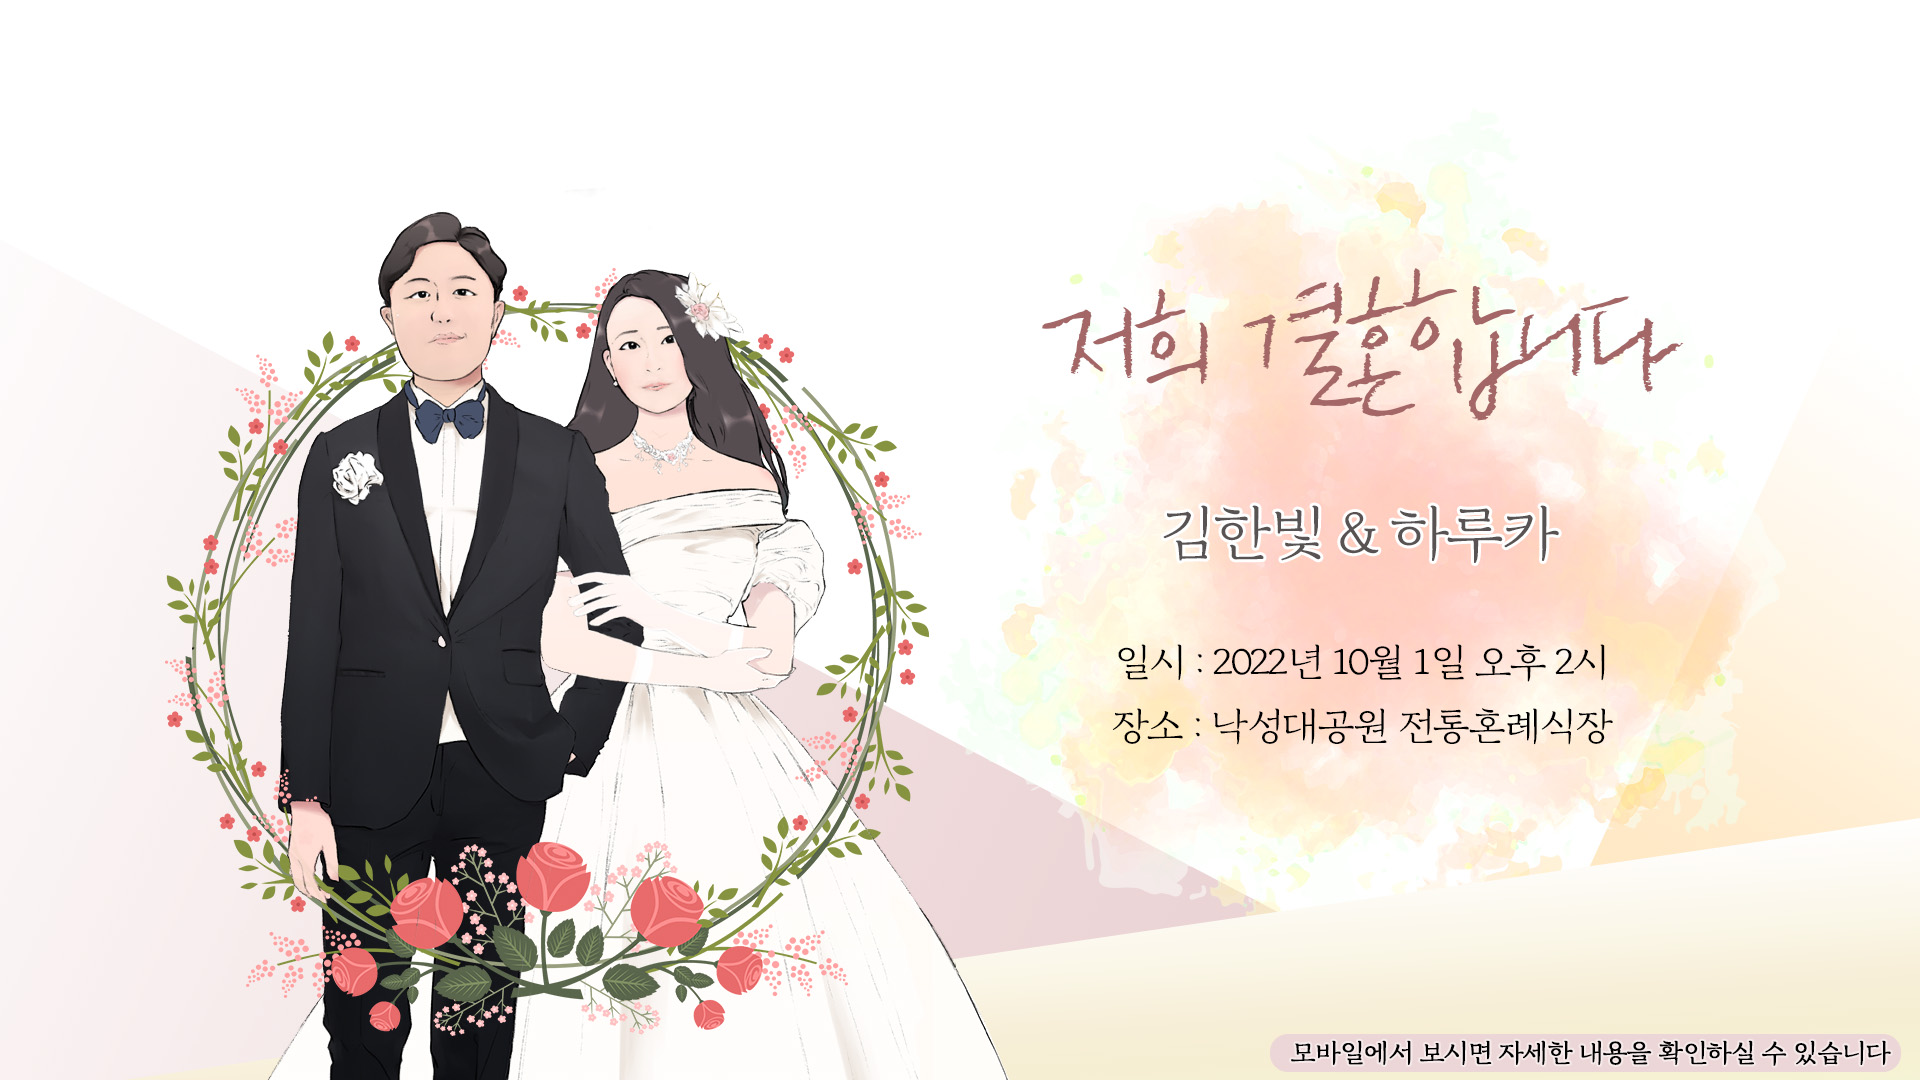 저희 결혼합니다
김한빛 & 하루카
일시 : 2022년 10월 1일 오후 2시
장소 : 낙성대공원 전통혼례식장
모바일에서 보시면 자세한 내용을 확인하실 수 있습니다